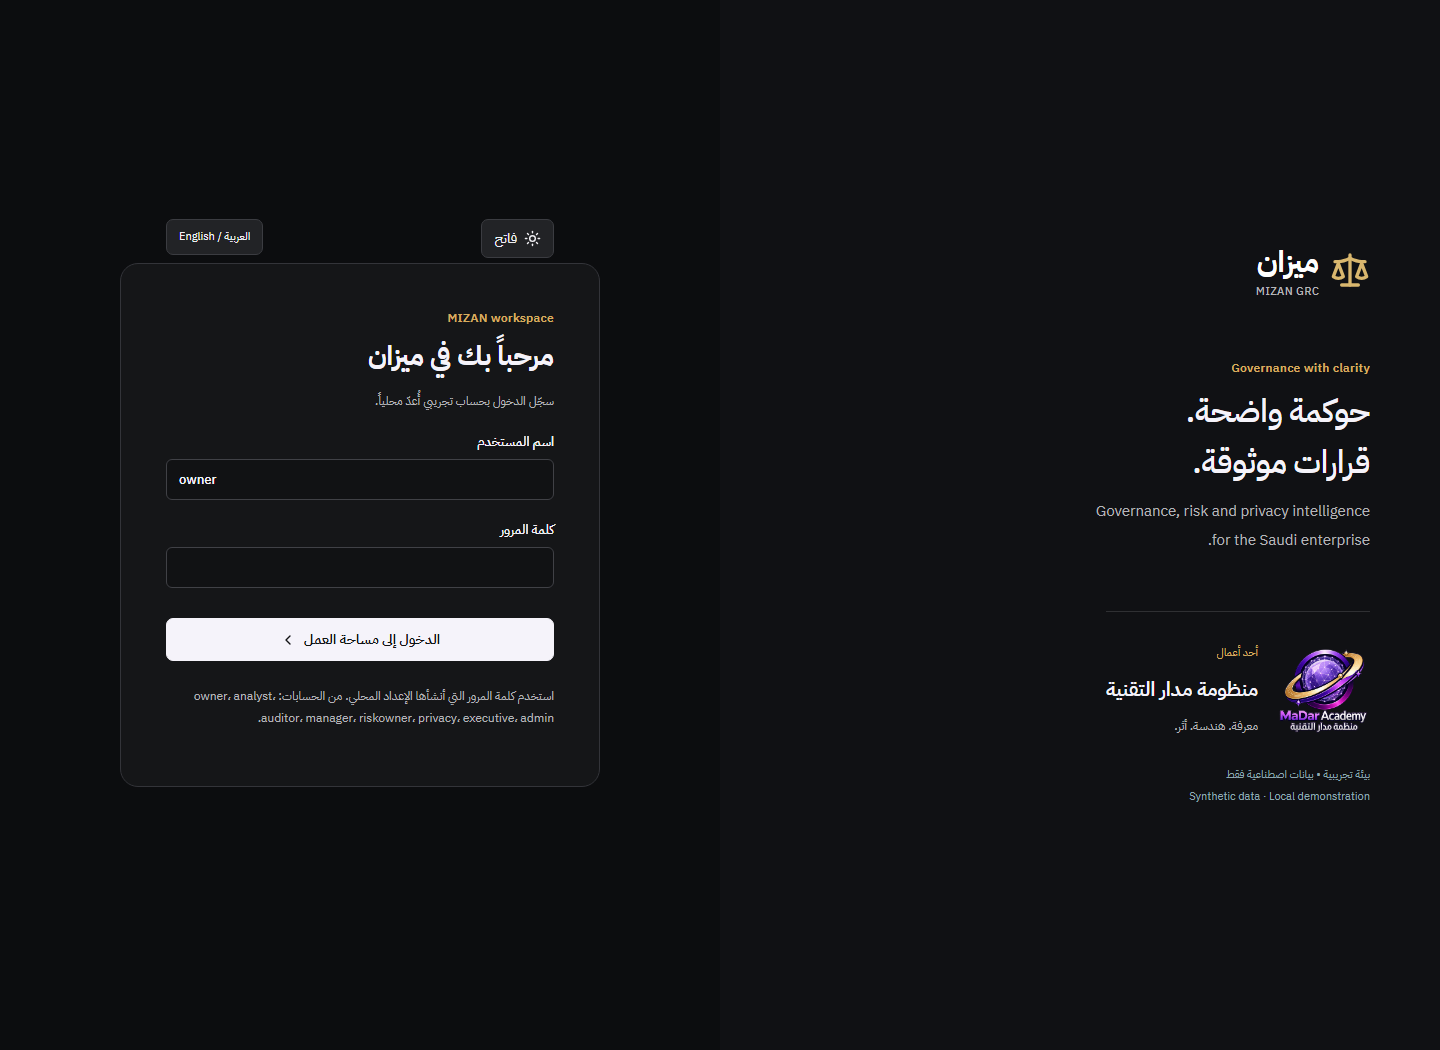 ميزان
MIZAN GRC
Governance with clarity
حوكمة واضحة.
قرارات موثوقة.
Governance, risk and privacy intelligence
for the Saudi enterprise.
أحد أعمال
منظومة مدار التقنية
معرفة. هندسة. أثر.
MaDar Academy
منظمة مدار التقنية
بيئة تجريبية • بيانات اصطناعية فقط
Synthetic data · Local demonstration
فاتح
العربية / English
MIZAN workspace
مرحباً بك في ميزان
سجّل الدخول بحساب تجريبي أُعدّ محلياً.
اسم المستخدم
owner
كلمة المرور
الدخول إلى مساحة العمل
استخدم كلمة المرور التي أنشأها الإعداد المحلي. من الحسابات: owner، analyst،
auditor، manager، riskowner، privacy، executive، admin.